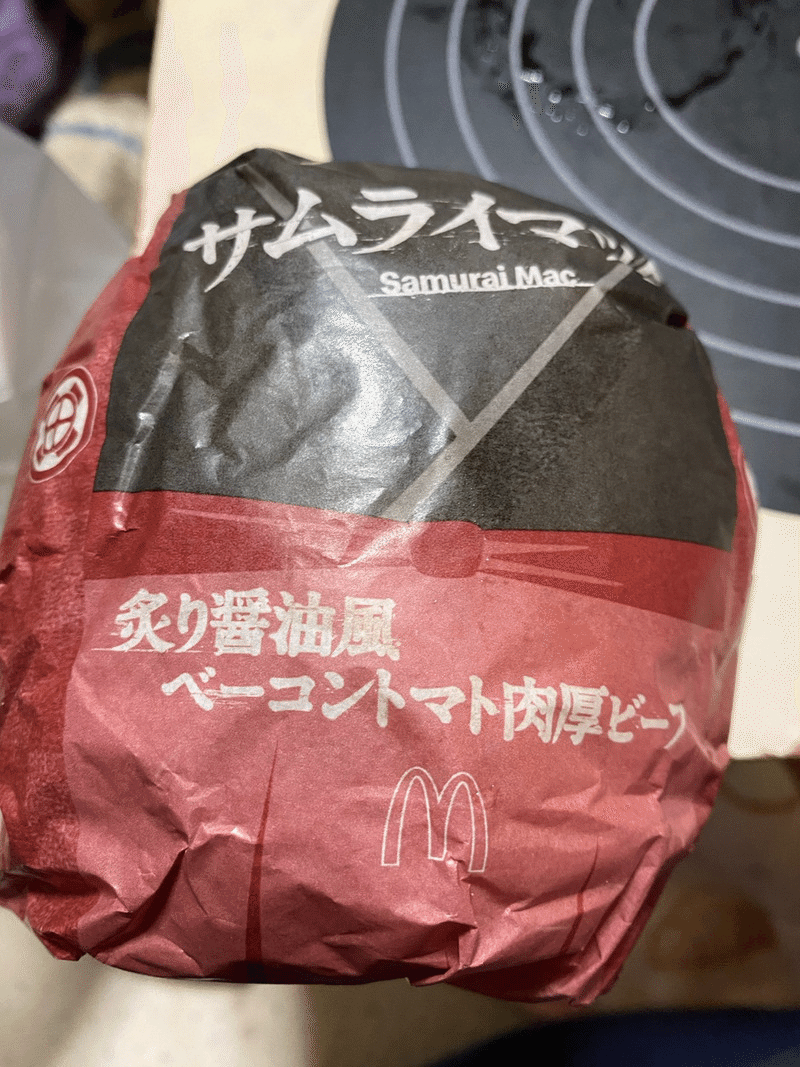 サムライマック
Samurai Mac
炙り醤油風
ベーコントマト肉厚ビーフ